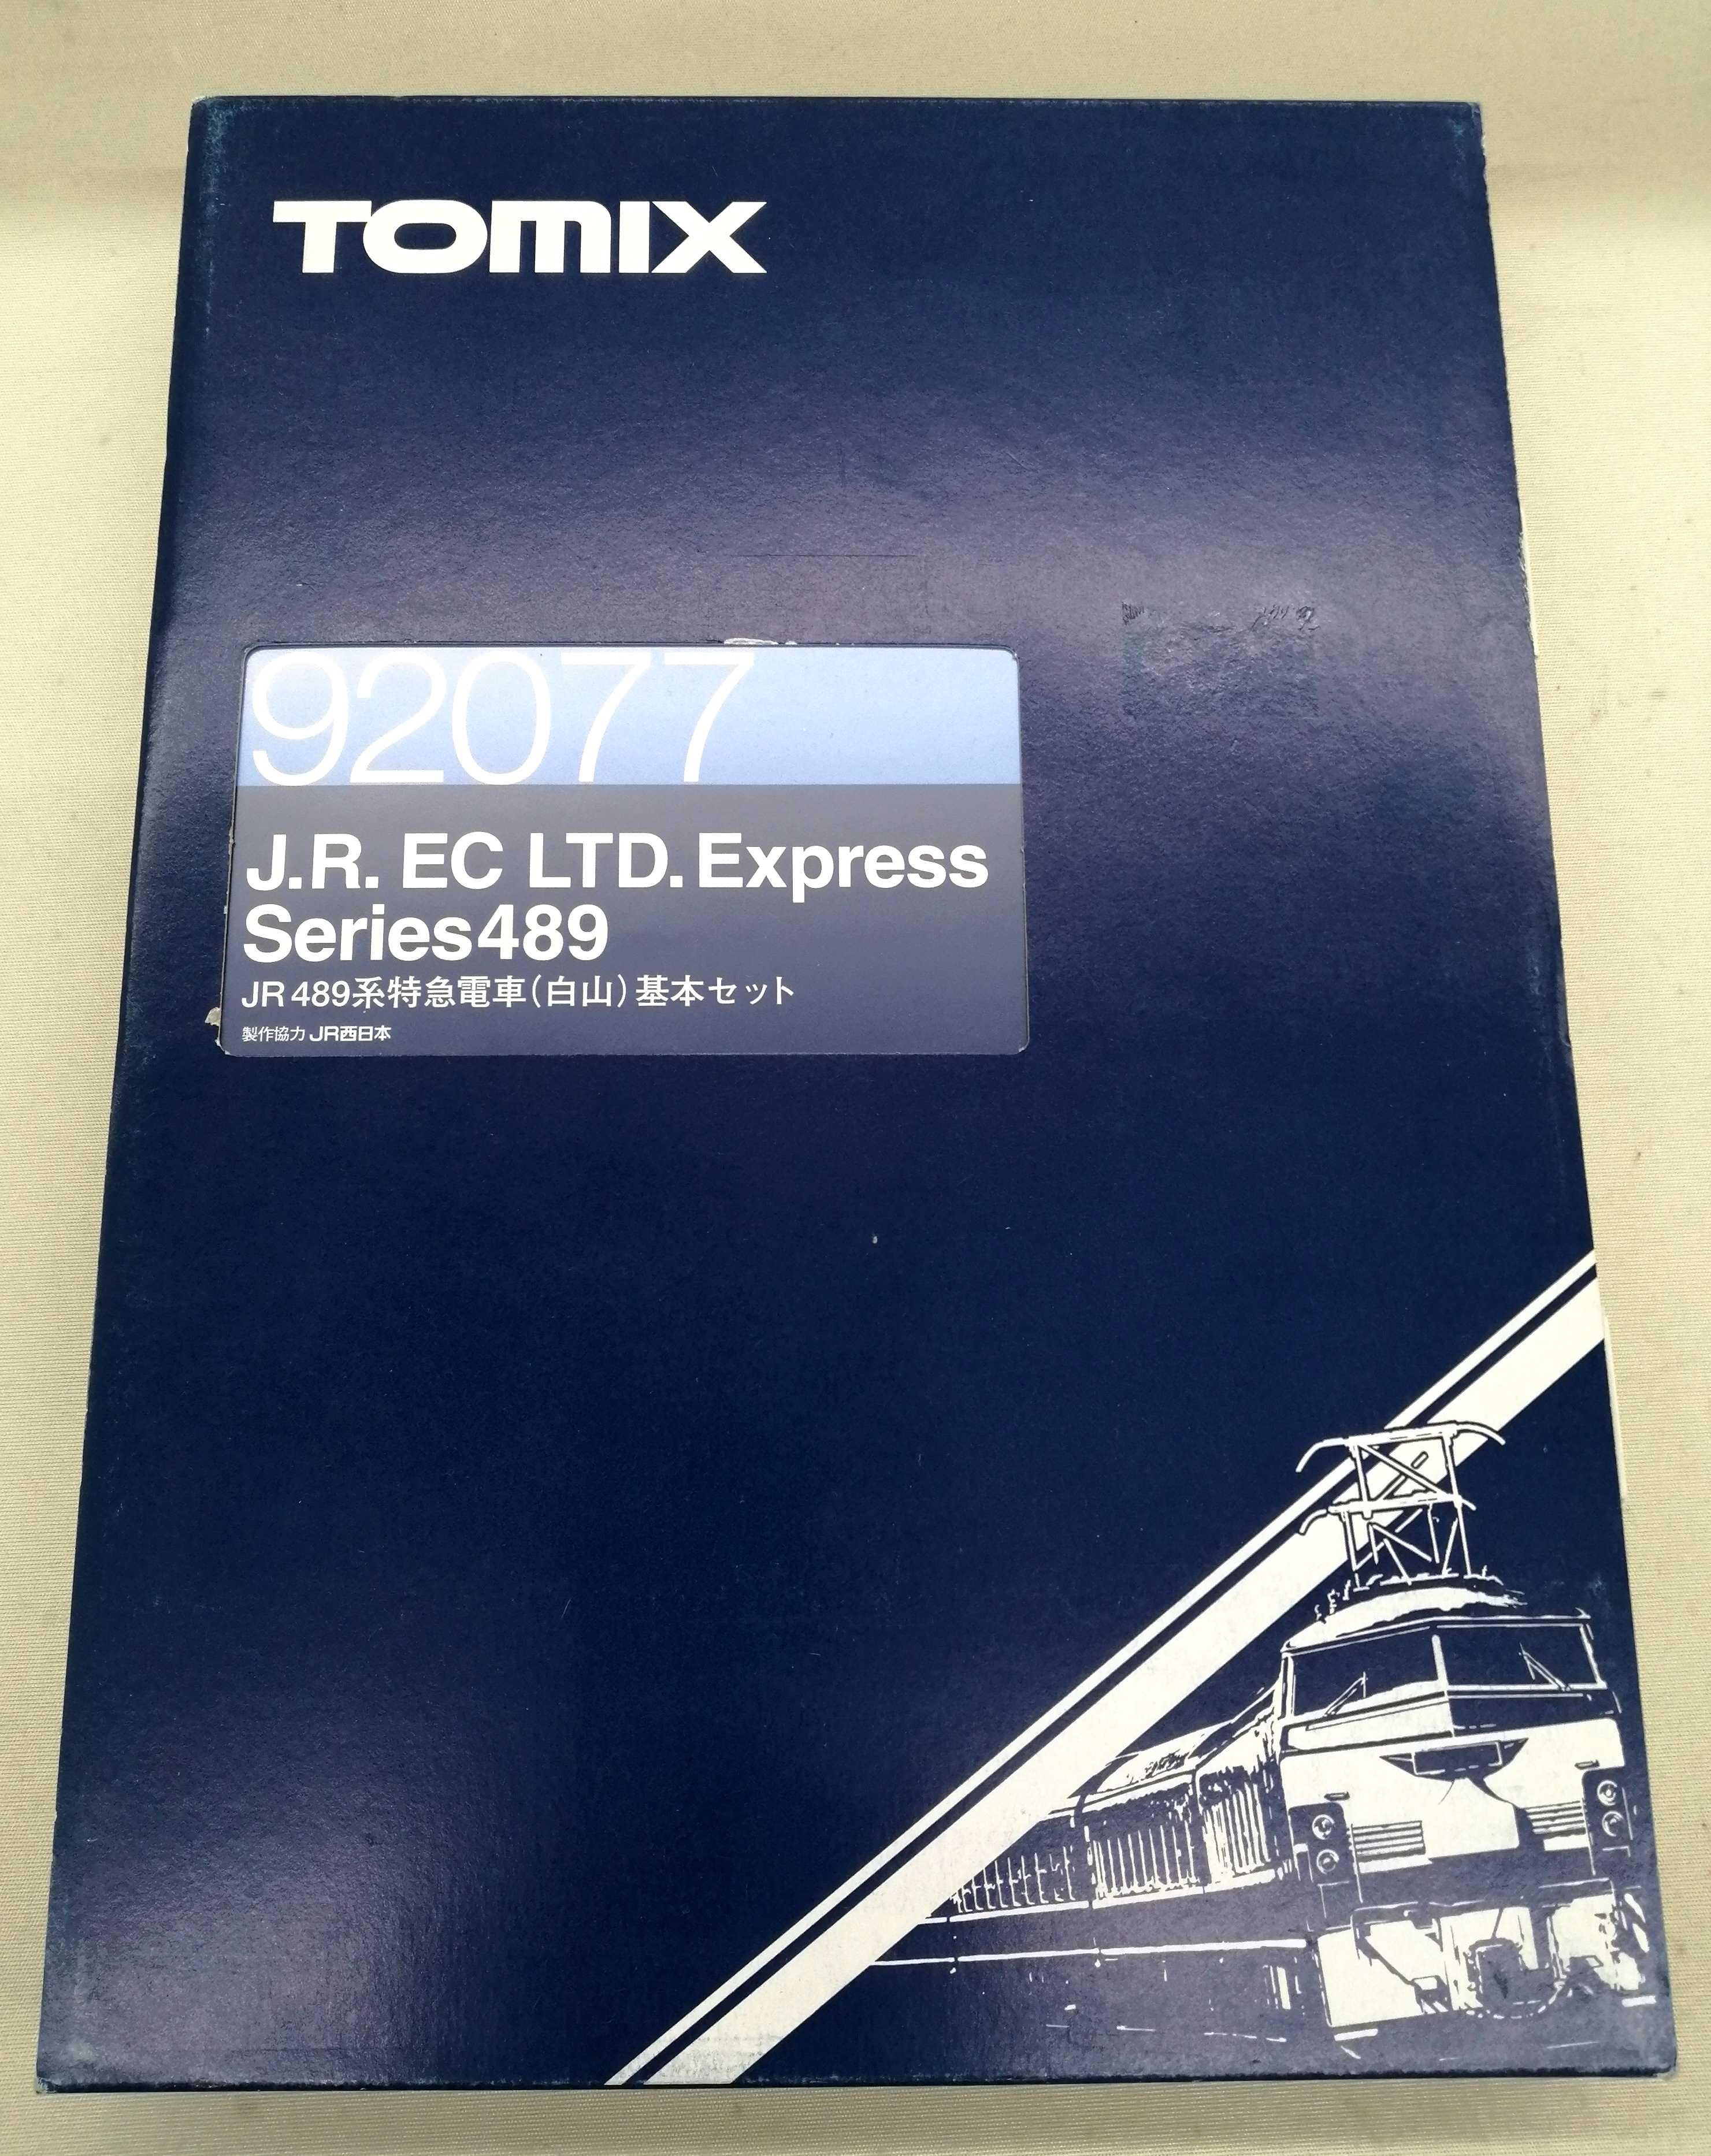 TOMIX
92077
J.R. EC LTD. Express
Series489
JR 489系特急電車(白山)基本セット
製作協力 JR西日本